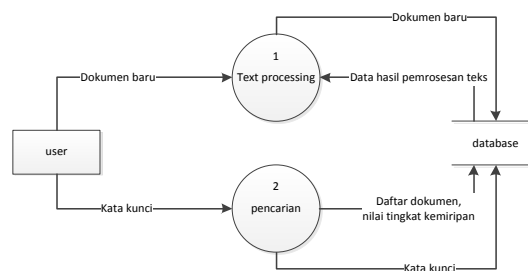 Dokumen baru
1
Text processing
Dokumen baru
Data hasil pemrosesan teks
user
database
2
pencarian
Kata kunci
Daftar dokumen,
nilai tingkat kemiripan
Kata kunci